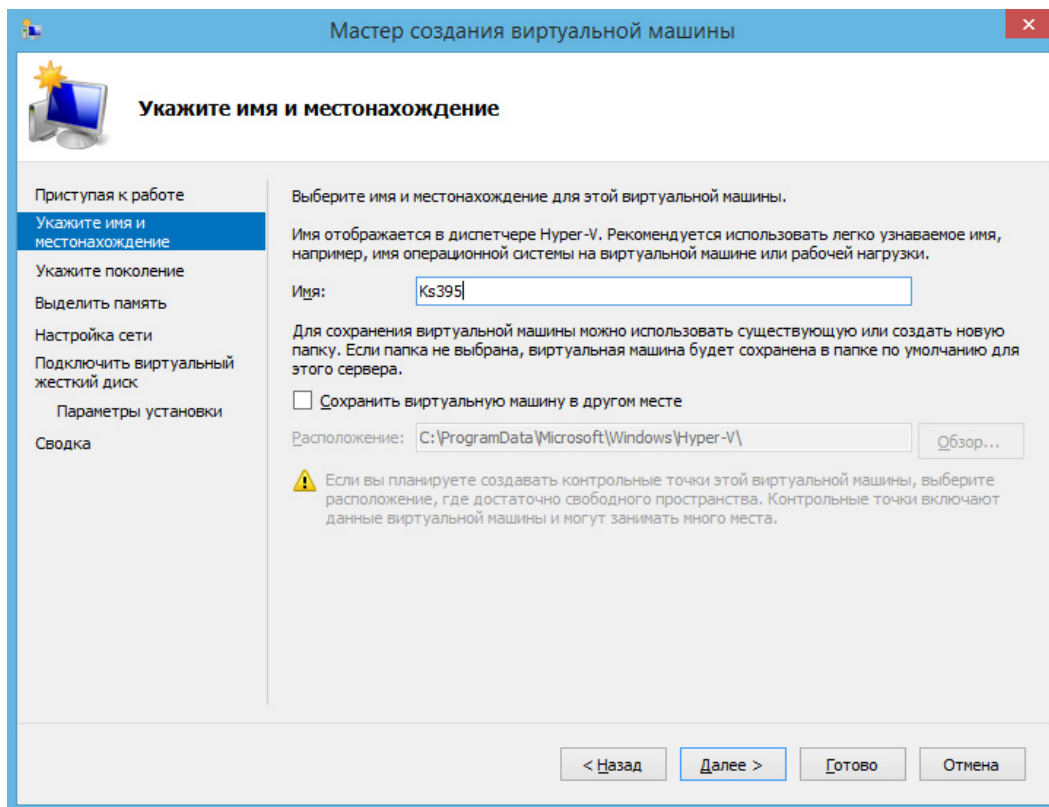 Мастер создания виртуальной машины
Укажите имя и местонахождение
Приступая к работе
Укажите имя и
местонахождение
Укажите поколение
Выделить память
Настройка сети
Подключить виртуальный
жесткий диск
Параметры установки
Сводка
Выберите имя и местонахождение для этой виртуальной машины.
Имя отображается в диспетчере Hyper-V. Рекомендуется использовать легко узнаваемое имя,
например, имя операционной системы на виртуальной машине или рабочей нагрузки.
Имя: Ks395
Для сохранения виртуальной машины можно использовать существующую или создать новую
папку. Если папка не выбрана, виртуальная машина будет сохранена в папке по умолчанию для
этого сервера.
Сохранить виртуальную машину в другом месте
Расположение: C:\ProgramData\Microsoft\Windows\Hyper-V\ Обзор...
Если вы планируете создавать контрольные точки этой виртуальной машины, выберите
расположение, где достаточно свободного пространства. Контрольные точки включают
данные виртуальной машины и могут занимать много места.
< Назад Далее > Готово Отмена